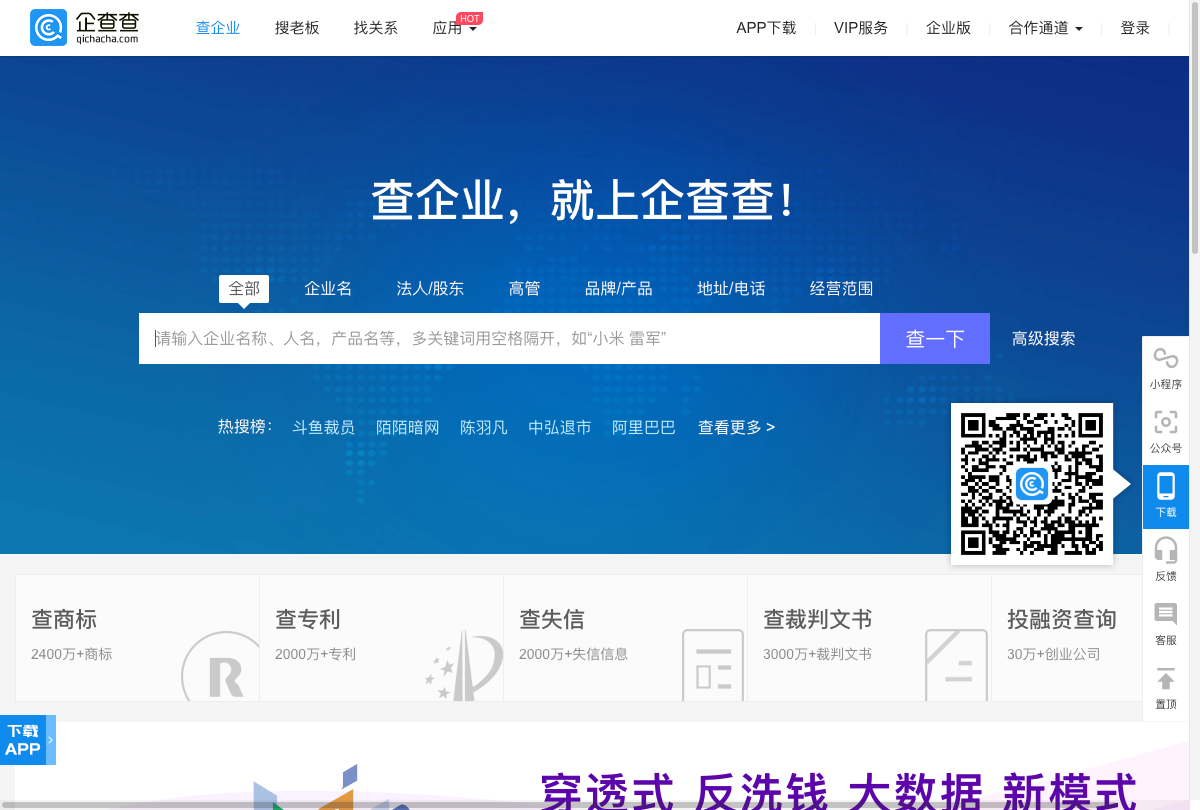 企查查
qichacha.com
查企业 搜老板 找关系 应用 HOT
APP下载 VIP服务 企业版 合作通道 登录
查企业，就上企查查！
全部 企业名 法人/股东 高管 品牌/产品 地址/电话 经营范围
请输入企业名称、人名，产品名等，多关键词用空格隔开，如“小米 雷军” 查一下 高级搜索
热搜榜： 斗鱼裁员 陌陌暗网 陈羽凡 中弘退市 阿里巴巴 查看更多 >
小程序
公众号
下载
反馈
客服
置顶
查商标
2400万+商标
R
查专利
2000万+专利
查失信
2000万+失信信息
查裁判文书
3000万+裁判文书
投融资查询
30万+创业公司
下载
APP
穿透式 反洗钱 大数据 新模式